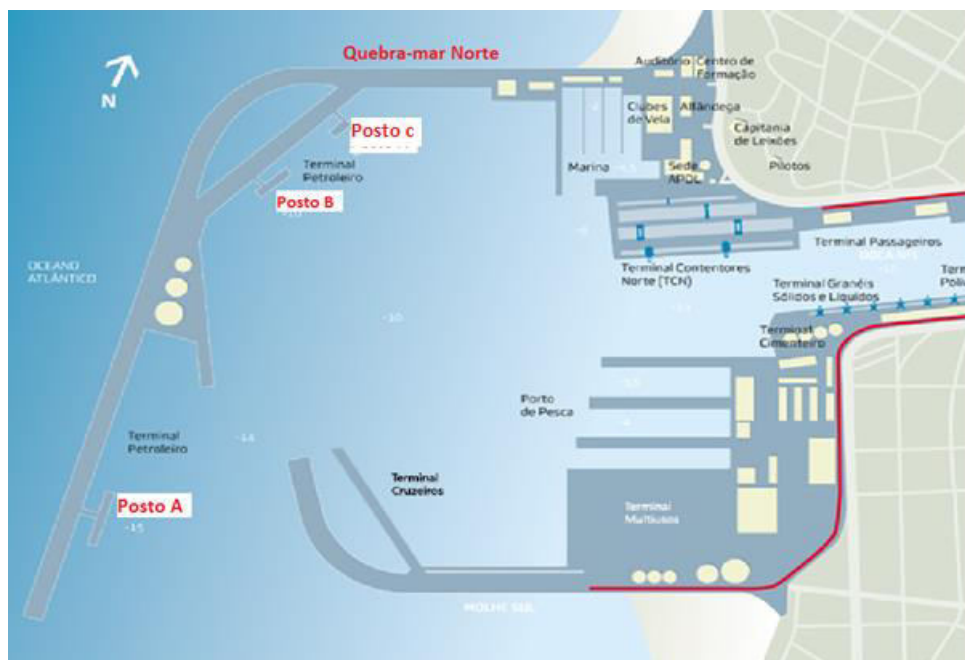 Quebra-mar Norte
N
Auditório
Centro de
Formação
Clubes
de Vela
Alfândega
Capitania
de Leixões
Posto c
Terminal
Petroleiro
Marina
Sede
APDL
Pilotos
Posto B
-10
OCEANO
ATLÂNTICO
Terminal Passageiros
Terminal Contentores
Norte (TCN)
Terminal Granéis
Sólidos e Líquidos
-10
Terminal
Cimenteiro
Porto
de Pesca
Terminal
Petroleiro
Terminal
Cruzeiros
Posto A
-15
Terminal
Multiusos
MOLHE SUL